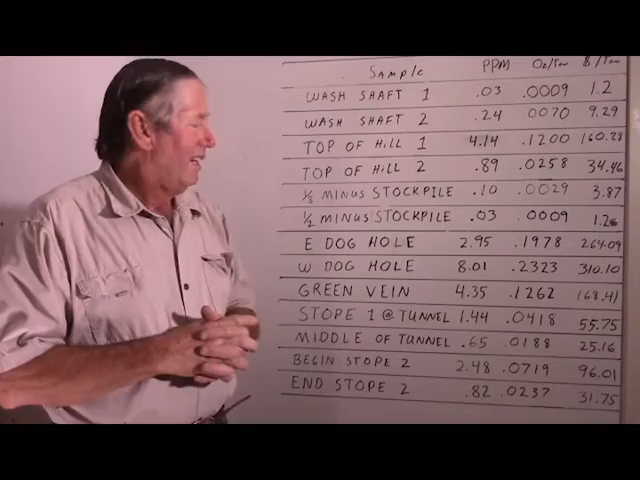 Sample PPM Oz/Ton $/Ton
WASH SHAFT 1 .03 .0009 1.2
WASH SHAFT 2 .24 .0070 9.29
TOP OF HILL 1 4.14 .1200 160.28
TOP OF HILL 2 .89 .0258 34.46
1/8 MINUS STOCKPILE .10 .0029 3.87
1/2 MINUS STOCKPILE .03 .0009 1.20
E DOG HOLE 2.95 .1978 264.09
W DOG HOLE 8.01 .2323 310.10
GREEN VEIN 4.35 .1262 168.41
STOPE 1 @ TUNNEL 1.44 .0418 55.75
MIDDLE OF TUNNEL .65 .0188 25.16
BEGIN STOPE 2 2.48 .0719 96.01
END STOPE 2 .82 .0237 31.75